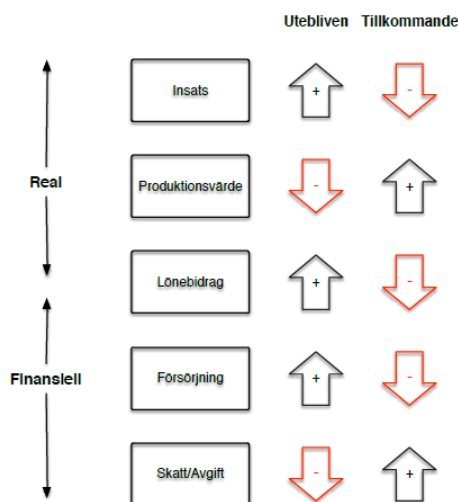 Utebliven Tillkommande
Insats + -
Real
Produktionsvärde - +
Lönebidrag + -
Finansiell
Försörjning + -
Skatt/Avgift - +